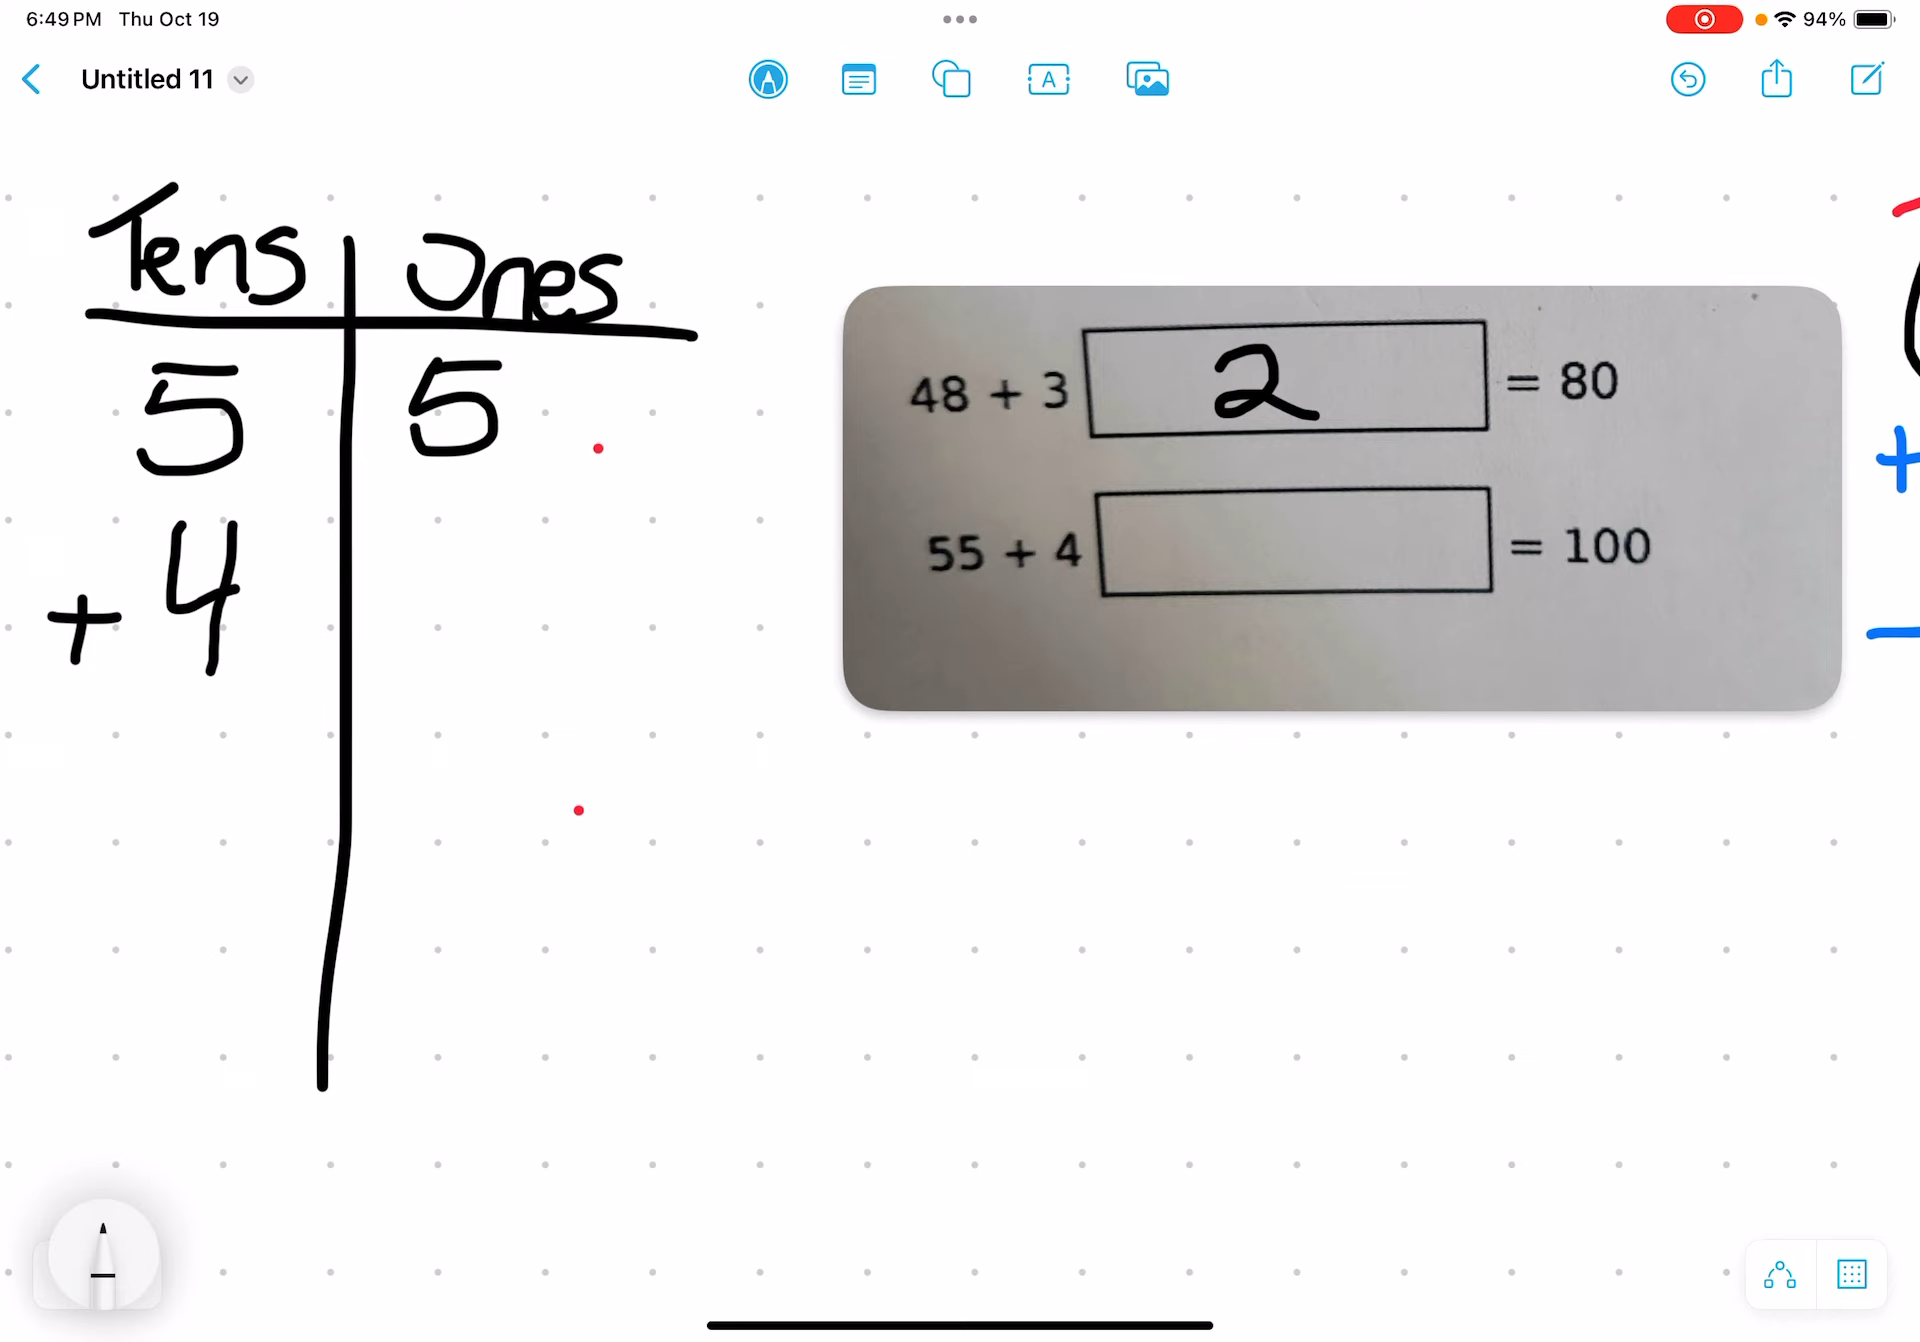 6:49 PM Thu Oct 19
94%
Untitled 11
A
Tens Ones
5 5
+ 4
48 + 3 2 = 80
55 + 4 = 100
+